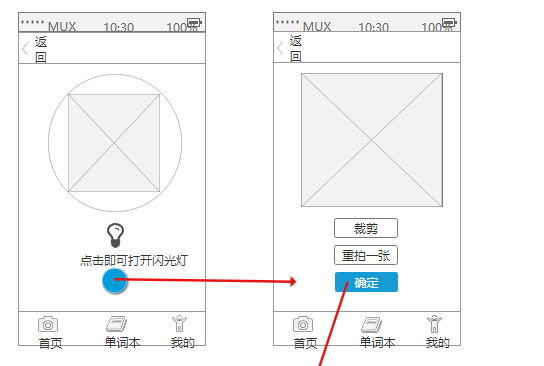 MUX 10:30 100%
返
回
点击即可打开闪光灯
首页 单词本 我的
MUX 10:30 100%
返
回
裁剪
重拍一张
确定
首页 单词本 我的